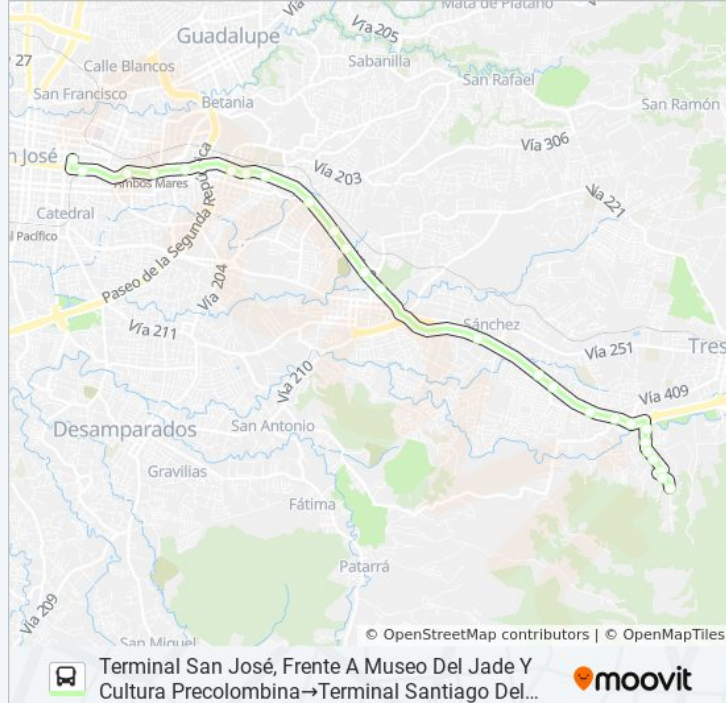 Mata de Plátano
Vía
Vía 205
Guadalupe
27
Calle Blancos
Sabanilla
San Rafael
San Francisco
Betania
San Ramón
Vía 306
n José
Vía 203
Ambos Mares
Vía 221
Catedral
al Pacífico
Paseo de la Segunda República
Vía 204
Vía 211
Sánchez
Vía 251
Tres
Vía 210
Vía 409
Desamparados
San Antonio
Gravilias
Fátima
Patarrá
Vía 209
San Miguel
© OpenStreetMap contributors | © OpenMapTiles
Terminal San José, Frente A Museo Del Jade Y
Cultura Precolombina→Terminal Santiago Del...
moovit